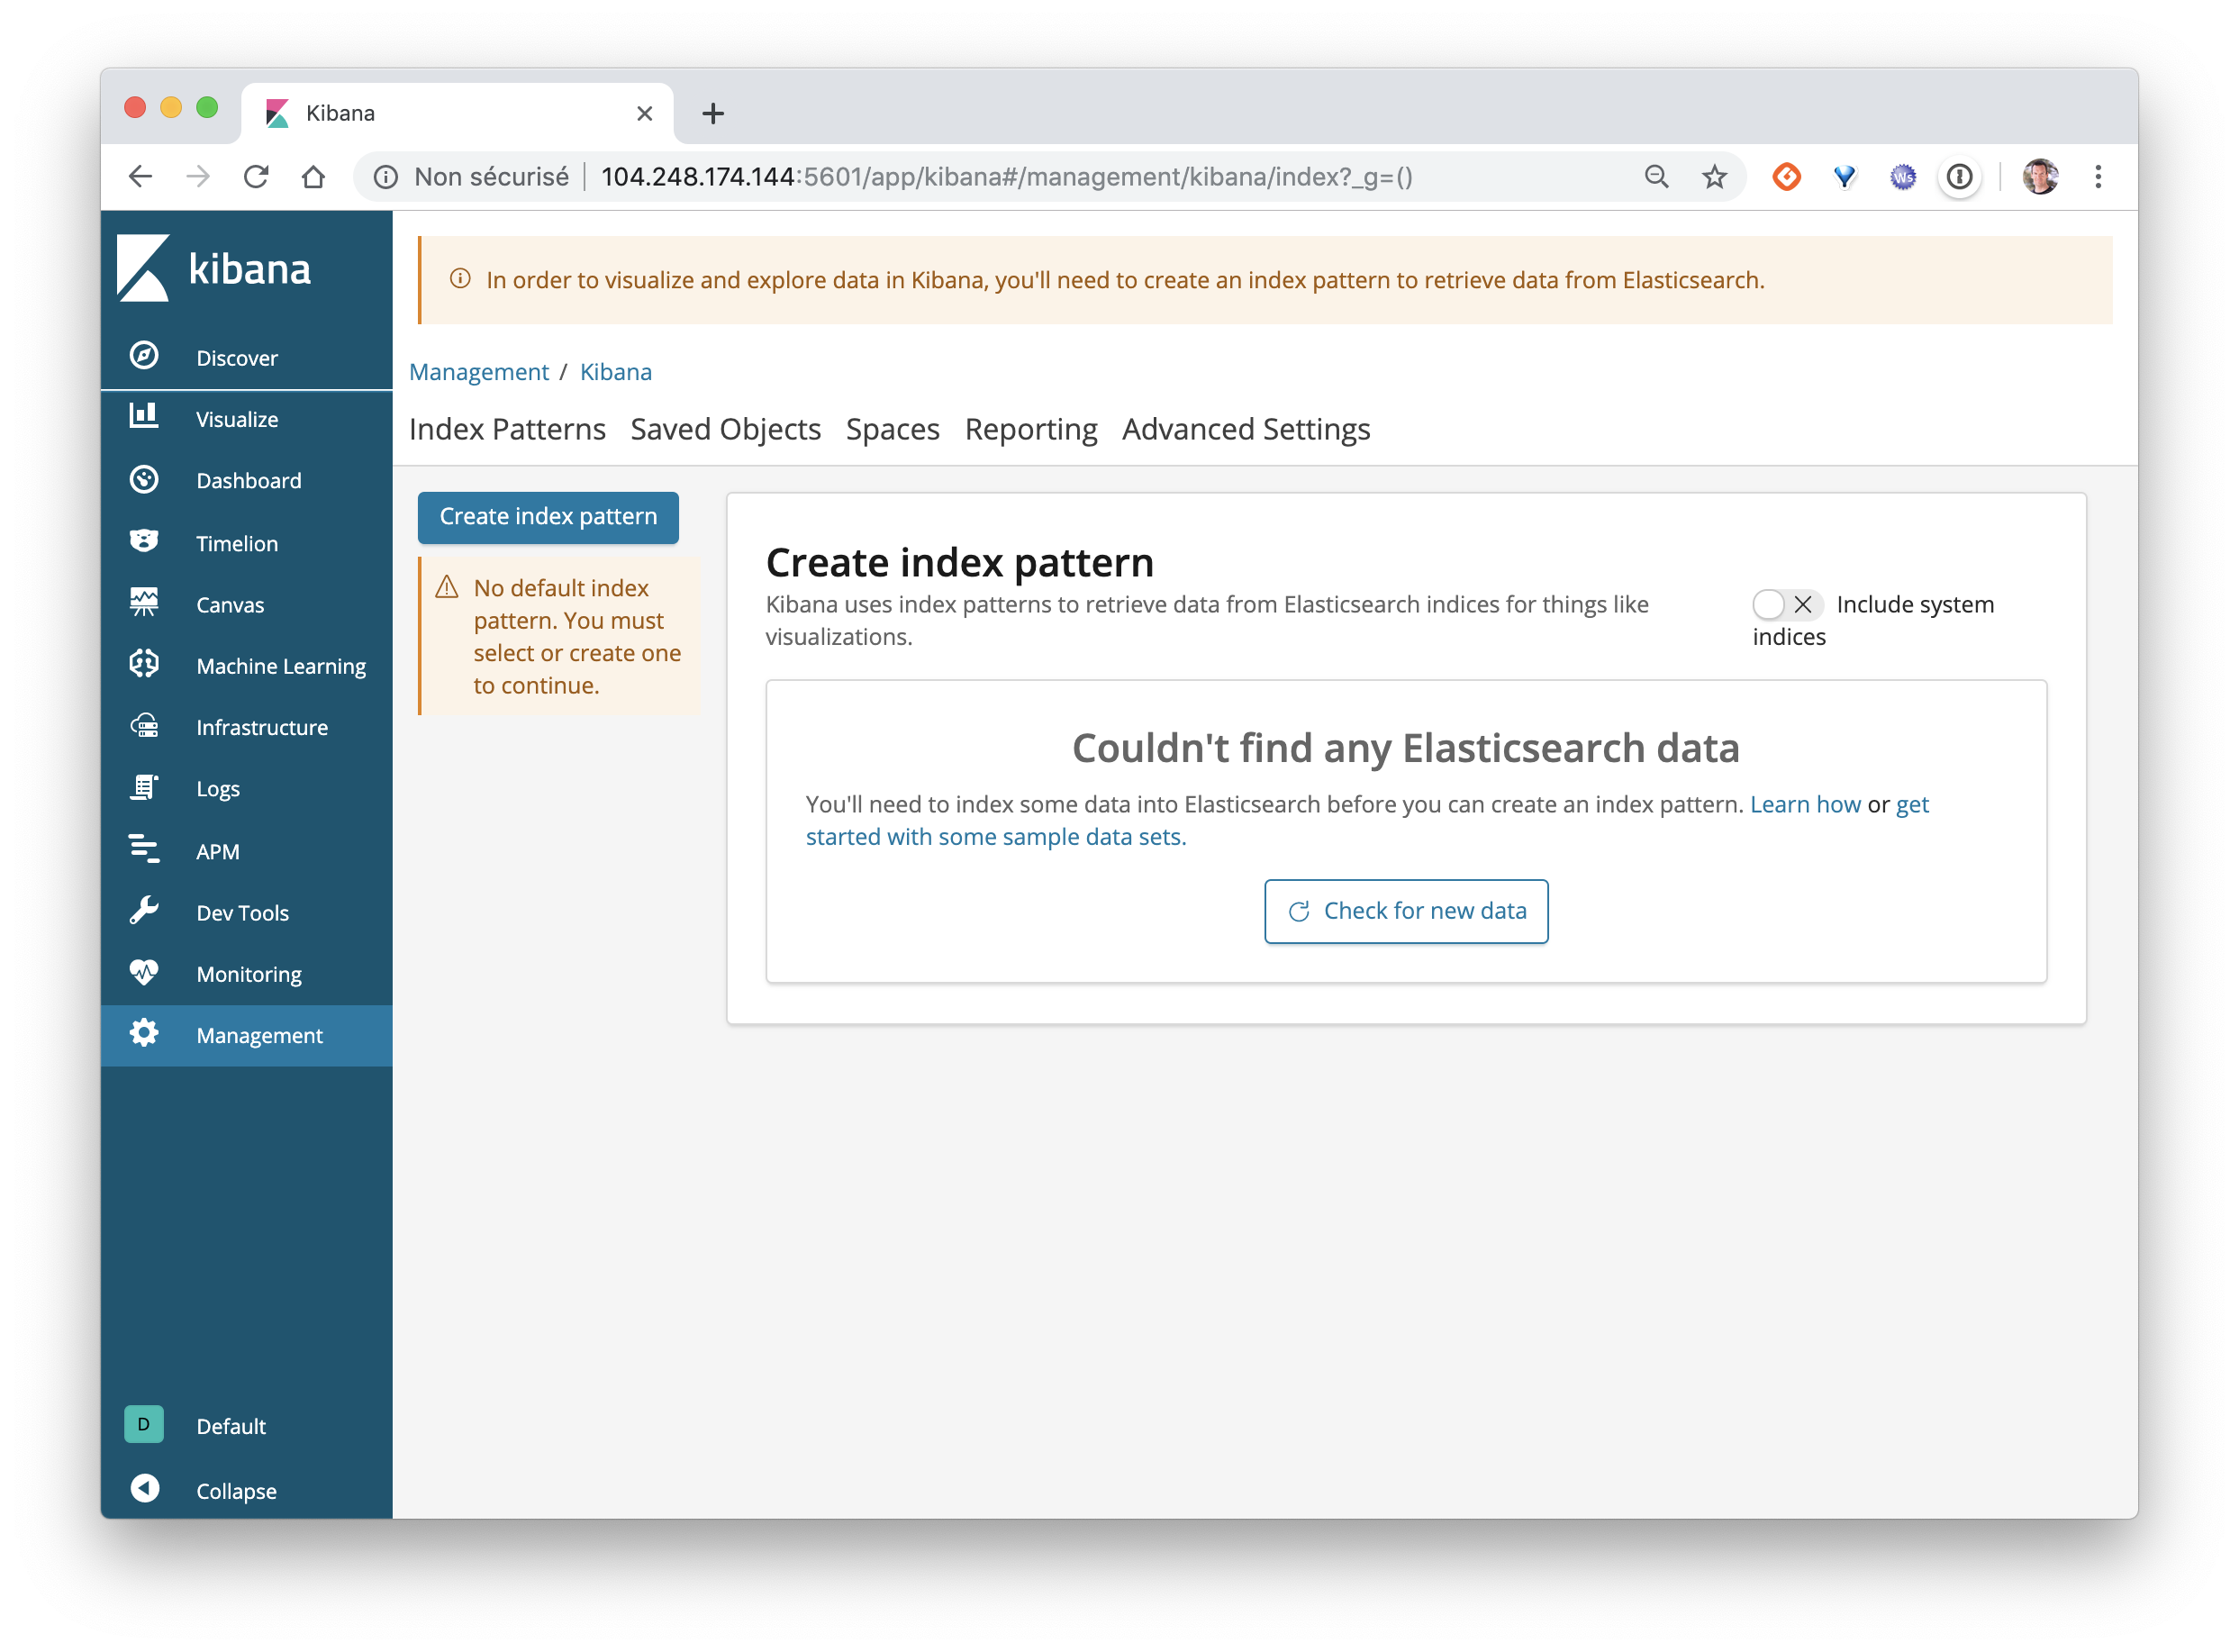 Kibana
Non sécurisé
104.248.174.144:5601/app/kibana#/management/kibana/index?_g=()
Ws
kibana
Discover
Visualize
Dashboard
Timelion
Canvas
Machine Learning
Infrastructure
Logs
APM
Dev Tools
Monitoring
Management
D
Default
Collapse
In order to visualize and explore data in Kibana, you'll need to create an index pattern to retrieve data from Elasticsearch.
Management / Kibana
Index Patterns Saved Objects Spaces Reporting Advanced Settings
Create index pattern
No default index
pattern. You must
select or create one
to continue.
Create index pattern
Kibana uses index patterns to retrieve data from Elasticsearch indices for things like
visualizations.
Include system
indices
Couldn't find any Elasticsearch data
You'll need to index some data into Elasticsearch before you can create an index pattern. Learn how or get
started with some sample data sets.
Check for new data